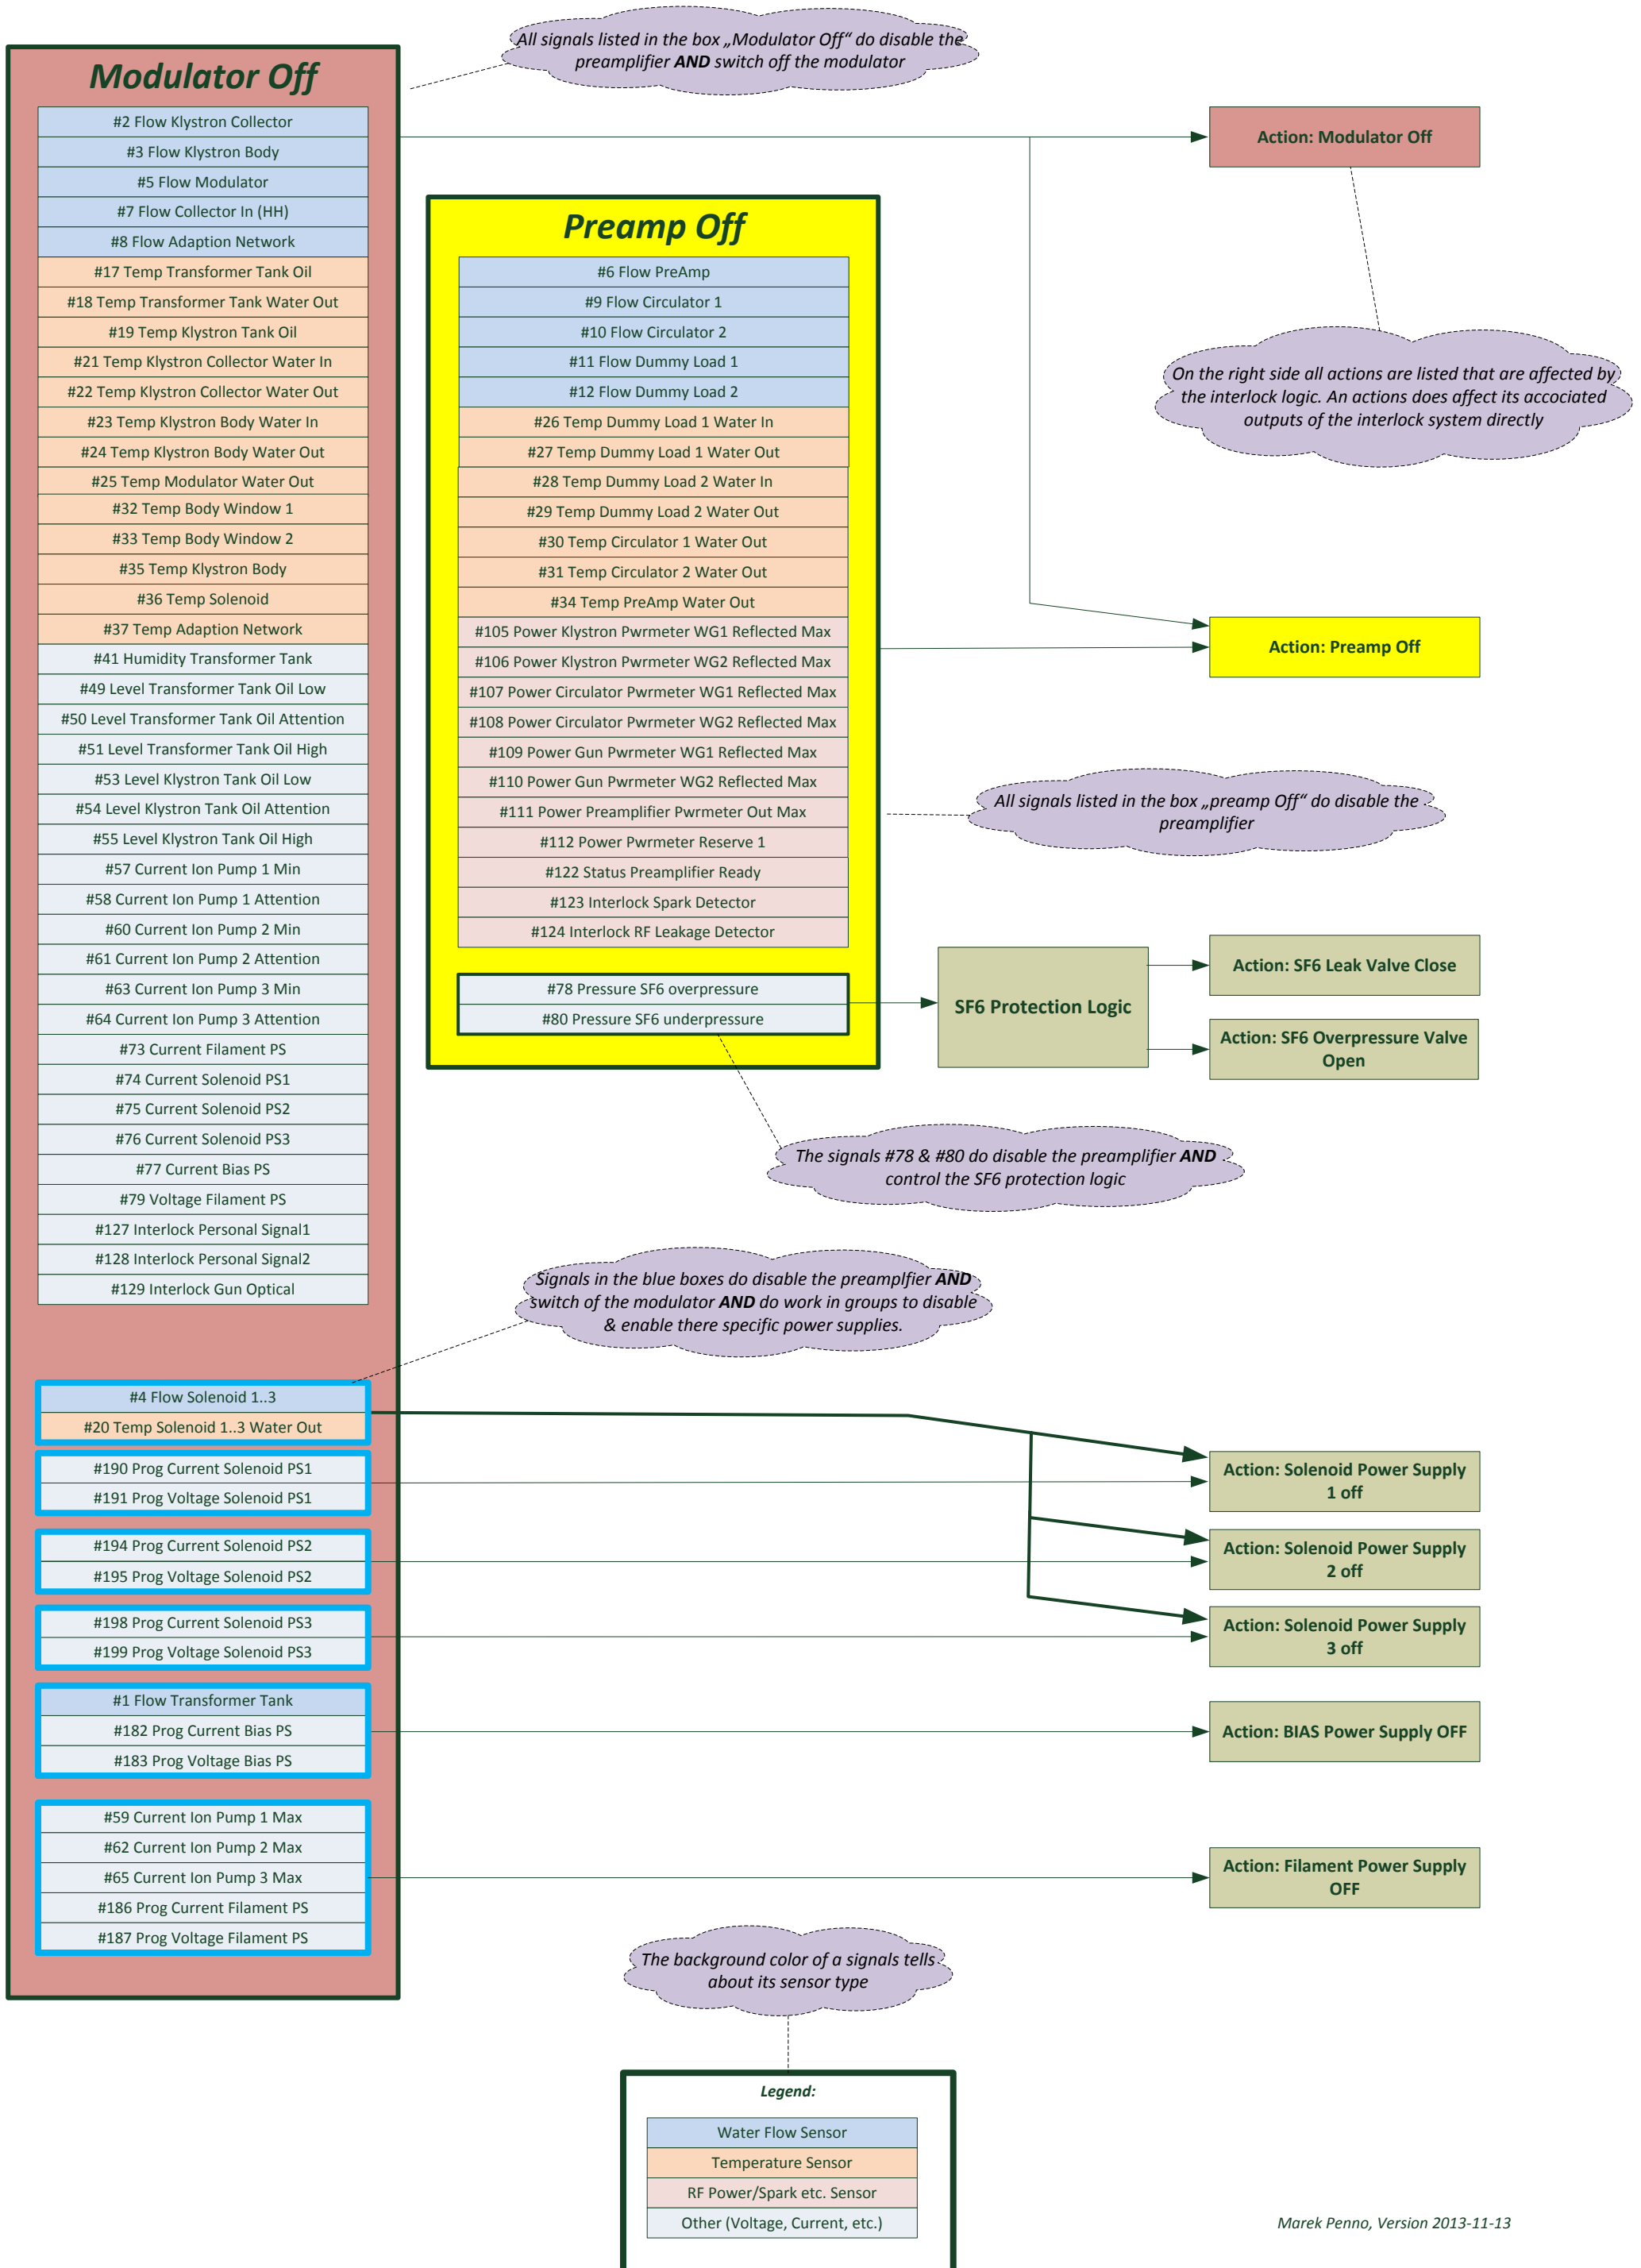 All signals listed in the box „Modulator Off“ do disable the
preamplifier AND switch off the modulator
Modulator Off
#2 Flow Klystron Collector
#3 Flow Klystron Body
#5 Flow Modulator
#7 Flow Collector In (HH)
#8 Flow Adaption Network
#17 Temp Transformer Tank Oil
#18 Temp Transformer Tank Water Out
#19 Temp Klystron Tank Oil
#21 Temp Klystron Collector Water In
#22 Temp Klystron Collector Water Out
#23 Temp Klystron Body Water In
#24 Temp Klystron Body Water Out
#25 Temp Modulator Water Out
#32 Temp Body Window 1
#33 Temp Body Window 2
#35 Temp Klystron Body
#36 Temp Solenoid
#37 Temp Adaption Network
#41 Humidity Transformer Tank
#49 Level Transformer Tank Oil Low
#50 Level Transformer Tank Oil Attention
#51 Level Transformer Tank Oil High
#53 Level Klystron Tank Oil Low
#54 Level Klystron Tank Oil Attention
#55 Level Klystron Tank Oil High
#57 Current Ion Pump 1 Min
#58 Current Ion Pump 1 Attention
#60 Current Ion Pump 2 Min
#61 Current Ion Pump 2 Attention
#63 Current Ion Pump 3 Min
#64 Current Ion Pump 3 Attention
#73 Current Filament PS
#74 Current Solenoid PS1
#75 Current Solenoid PS2
#76 Current Solenoid PS3
#77 Current Bias PS
#79 Voltage Filament PS
#127 Interlock Personal Signal1
#128 Interlock Personal Signal2
#129 Interlock Gun Optical
#4 Flow Solenoid 1..3
#20 Temp Solenoid 1..3 Water Out
#190 Prog Current Solenoid PS1
#191 Prog Voltage Solenoid PS1
#194 Prog Current Solenoid PS2
#195 Prog Voltage Solenoid PS2
#198 Prog Current Solenoid PS3
#199 Prog Voltage Solenoid PS3
#1 Flow Transformer Tank
#182 Prog Current Bias PS
#183 Prog Voltage Bias PS
#59 Current Ion Pump 1 Max
#62 Current Ion Pump 2 Max
#65 Current Ion Pump 3 Max
#186 Prog Current Filament PS
#187 Prog Voltage Filament PS
Preamp Off
#6 Flow PreAmp
#9 Flow Circulator 1
#10 Flow Circulator 2
#11 Flow Dummy Load 1
#12 Flow Dummy Load 2
#26 Temp Dummy Load 1 Water In
#27 Temp Dummy Load 1 Water Out
#28 Temp Dummy Load 2 Water In
#29 Temp Dummy Load 2 Water Out
#30 Temp Circulator 1 Water Out
#31 Temp Circulator 2 Water Out
#34 Temp PreAmp Water Out
#105 Power Klystron Pwrmeter WG1 Reflected Max
#106 Power Klystron Pwrmeter WG2 Reflected Max
#107 Power Circulator Pwrmeter WG1 Reflected Max
#108 Power Circulator Pwrmeter WG2 Reflected Max
#109 Power Gun Pwrmeter WG1 Reflected Max
#110 Power Gun Pwrmeter WG2 Reflected Max
#111 Power Preamplifier Pwrmeter Out Max
#112 Power Pwrmeter Reserve 1
#122 Status Preamplifier Ready
#123 Interlock Spark Detector
#124 Interlock RF Leakage Detector
#78 Pressure SF6 overpressure
#80 Pressure SF6 underpressure
Action: Modulator Off
On the right side all actions are listed that are affected by
the interlock logic. An actions does affect its accociated
outputs of the interlock system directly
Action: Preamp Off
All signals listed in the box „preamp Off“ do disable the
preamplifier
SF6 Protection Logic
Action: SF6 Leak Valve Close
Action: SF6 Overpressure Valve
Open
The signals #78 & #80 do disable the preamplifier AND
control the SF6 protection logic
Signals in the blue boxes do disable the preamplfier AND
switch of the modulator AND do work in groups to disable
& enable there specific power supplies.
Action: Solenoid Power Supply
1 off
Action: Solenoid Power Supply
2 off
Action: Solenoid Power Supply
3 off
Action: BIAS Power Supply OFF
Action: Filament Power Supply
OFF
The background color of a signals tells
about its sensor type
Legend:
Water Flow Sensor
Temperature Sensor
RF Power/Spark etc. Sensor
Other (Voltage, Current, etc.)
Marek Penno, Version 2013-11-13